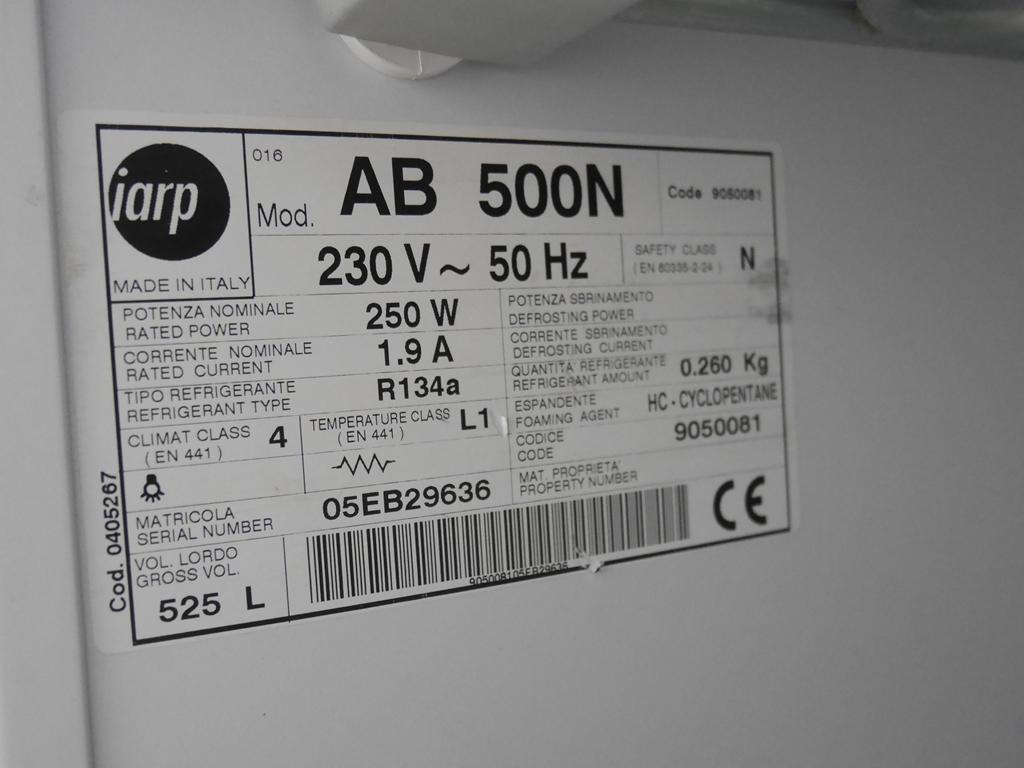 iarp
MADE IN ITALY
016
Mod. AB 500N
Code 9050081
230 V ~ 50 Hz
SAFETY CLASS
(EN 60335-2-24) N
POTENZA NOMINALE
RATED POWER 250 W
POTENZA SBRINAMENTO
DEFROSTING POWER
CORRENTE NOMINALE
RATED CURRENT 1.9 A
CORRENTE SBRINAMENTO
DEFROSTING CURRENT
TIPO REFRIGERANTE
REFRIGERANT TYPE R134a
QUANTITA' REFRIGERANTE
REFRIGERANT AMOUNT 0.260 Kg
CLIMAT CLASS
(EN 441) 4
TEMPERATURE CLASS
(EN 441) L1
ESPANDENTE
FOAMING AGENT HC - CYCLOPENTANE
CODICE
CODE 9050081
MATRICOLA
SERIAL NUMBER 05EB29636
MAT. PROPRIETA'
PROPERTY NUMBER
VOL. LORDO
GROSS VOL.
525 L
905008105EB29636
CE
Cod. 0405267